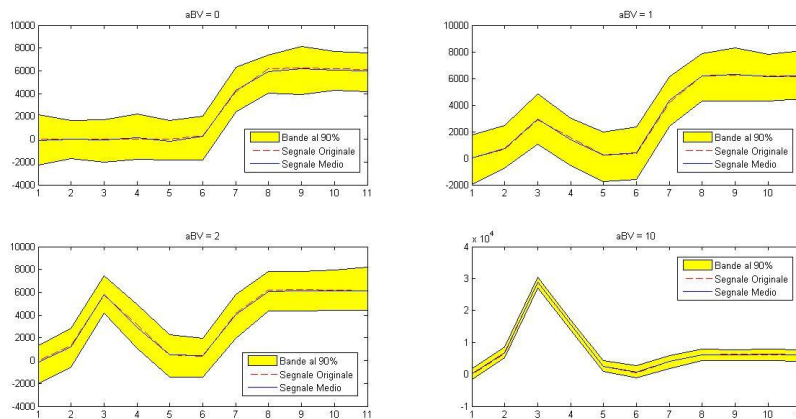 aBV = 0
10000
8000
6000
4000
2000
0
-2000
-4000
1 2 3 4 5 6 7 8 9 10 11
Bande al 90%
Segnale Originale
Segnale Medio
aBV = 1
10000
8000
6000
4000
2000
0
-2000
1 2 3 4 5 6 7 8 9 10
Bande al 90%
Segnale Originale
Segnale Medio
aBV = 2
10000
8000
6000
4000
2000
0
-2000
-4000
1 2 3 4 5 6 7 8 9 10 11
Bande al 90%
Segnale Originale
Segnale Medio
aBV = 10
x 10^4
4
3
2
1
0
-1
1 2 3 4 5 6 7 8 9 10
Bande al 90%
Segnale Originale
Segnale Medio